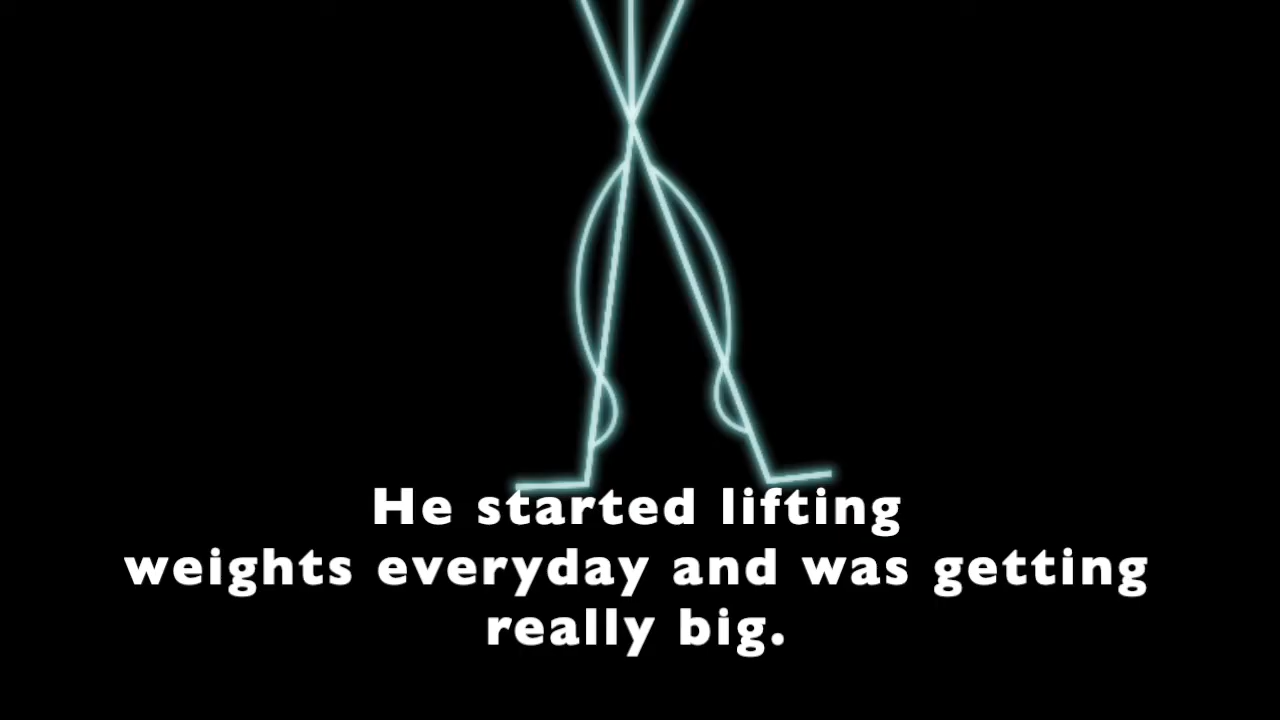 He started lifting
weights everyday and was getting
really big.